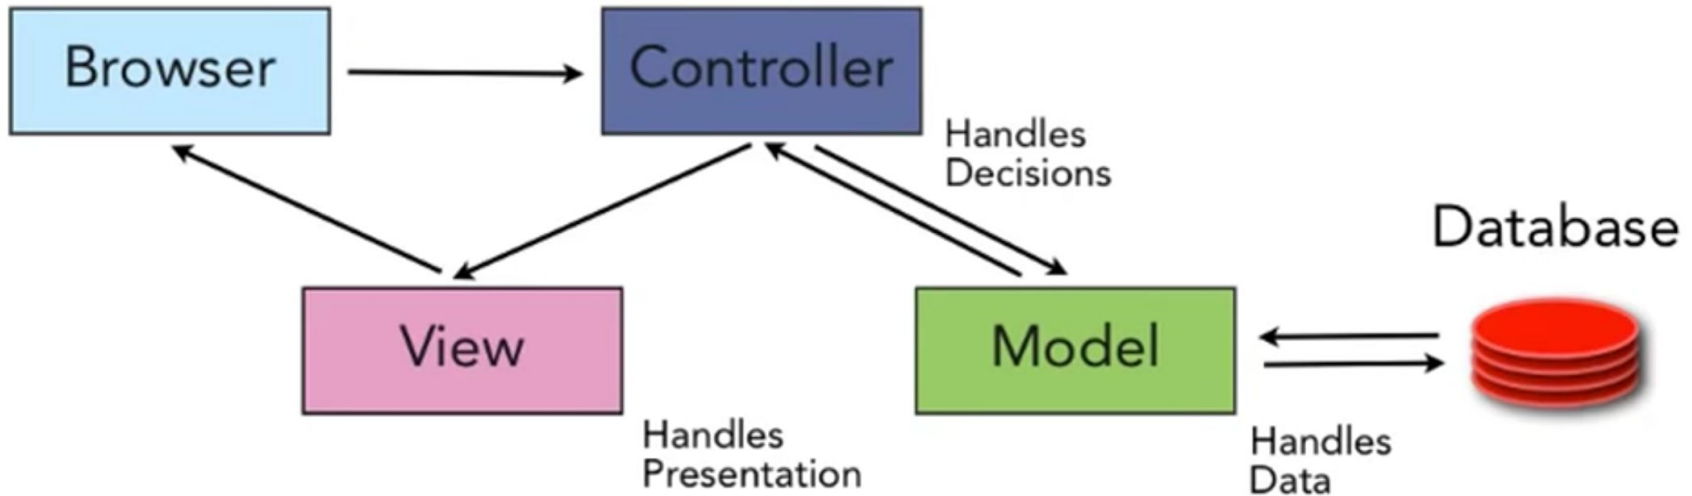 Browser
Controller
Handles
Decisions
Database
View
Model
Handles
Presentation
Handles
Data